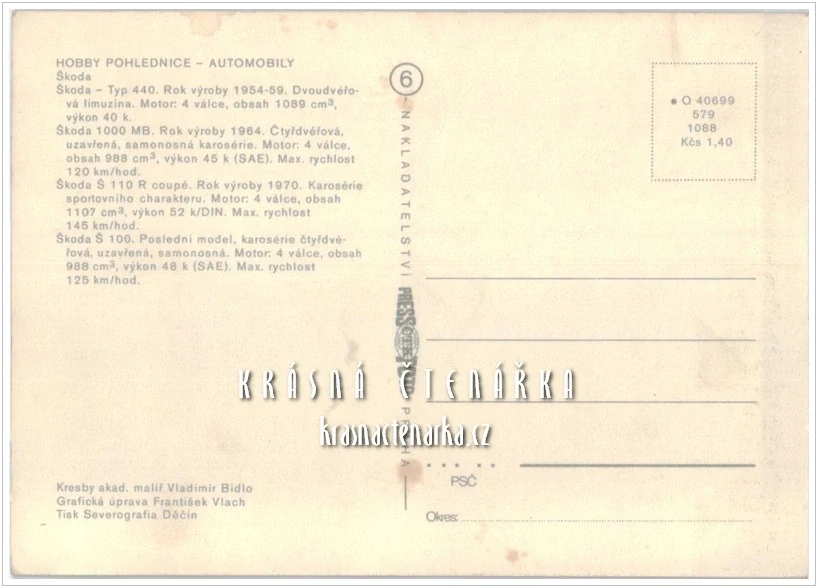 HOBBY POHLEDNICE – AUTOMOBILY
Škoda
Škoda – Typ 440. Rok výroby 1954-59. Dvoudvéřo-
vá limuzina. Motor: 4 válce, obsah 1089 cm³,
výkon 40 k.
Škoda 1000 MB. Rok výroby 1964. Čtyřdvéřová,
uzavřená, samonosná karosérie. Motor: 4 válce,
obsah 988 cm³, výkon 45 k (SAE). Max. rychlost
120 km/hod.
Škoda Š 110 R coupé. Rok výroby 1970. Karosérie
sportovního charakteru. Motor: 4 válce, obsah
1107 cm³, výkon 52 k/DIN. Max. rychlost
145 km/hod.
Škoda Š 100. Poslední model, karosérie čtyřdvé-
řová, uzavřená, samonosná. Motor: 4 válce, obsah
988 cm³, výkon 48 k (SAE). Max. rychlost
125 km/hod.
Kresby akad. malíř Vladimír Bidlo
Grafická úprava František Vlach
Tisk Severografia Děčín
6
NAKLADATELSTVÍ
PRESSFOTO
PRAHA
O 40699
579
1088
Kčs 1,40
PSČ
Okres:
KRÁSNÁ ČTENÁŘKA
krasnactenarka.cz